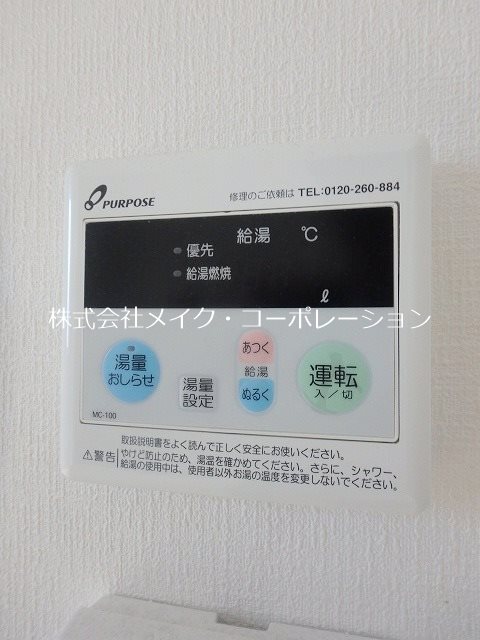 PURPOSE
修理のご依頼は TEL:0120-260-884
給湯 ℃
優先
給湯燃焼
ℓ
株式会社メイク・コーポレーション
湯量
おしらせ
湯量
設定
あつく
給湯
ぬるく
運転
入/切
MC-100
取扱説明書をよく読んで正しく安全にお使いください。
⚠警告
やけど防止のため、湯温を確かめてください。さらに、シャワー、
給湯の使用中は、使用者以外お湯の温度を変更しないでください。